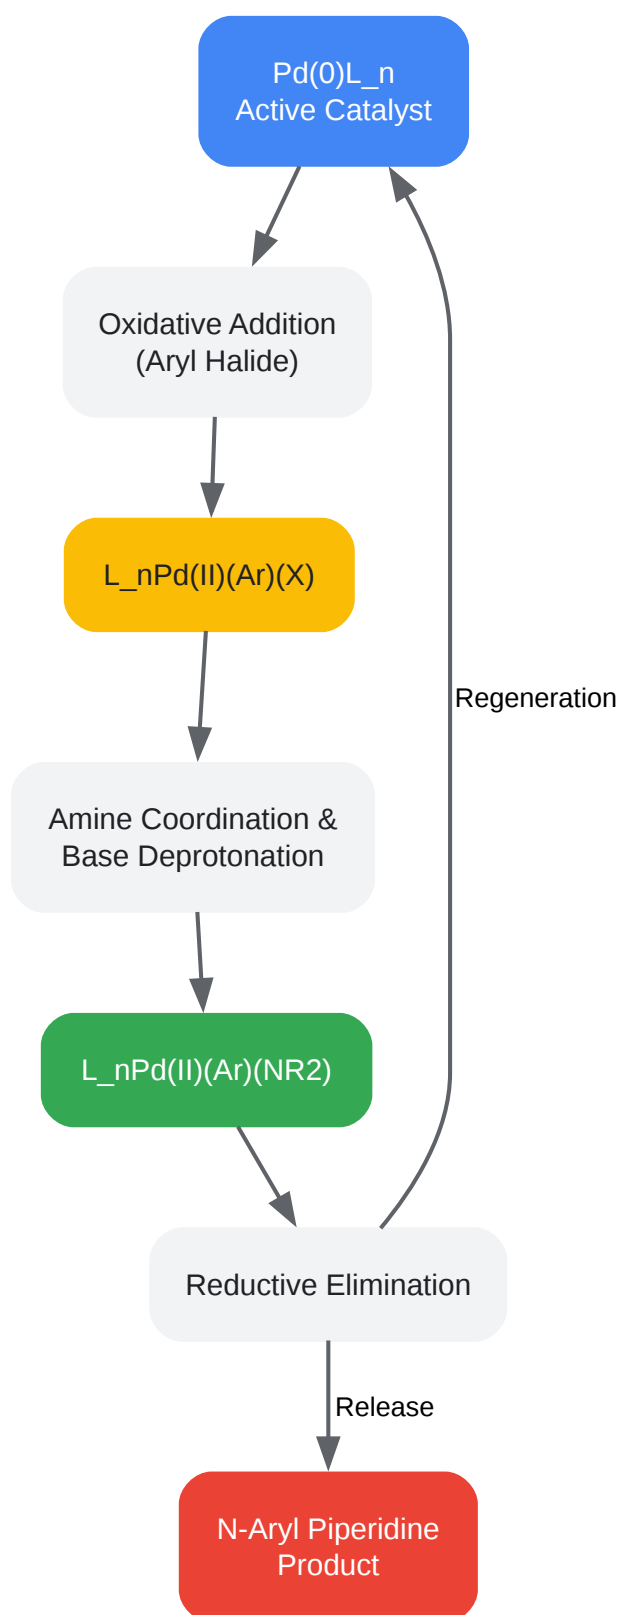 Pd(0)L_n
Active Catalyst
Oxidative Addition
(Aryl Halide)
L_nPd(II)(Ar)(X)
Regeneration
Amine Coordination &
Base Deprotonation
L_nPd(II)(Ar)(NR2)
Reductive Elimination
Release
N-Aryl Piperidine
Product